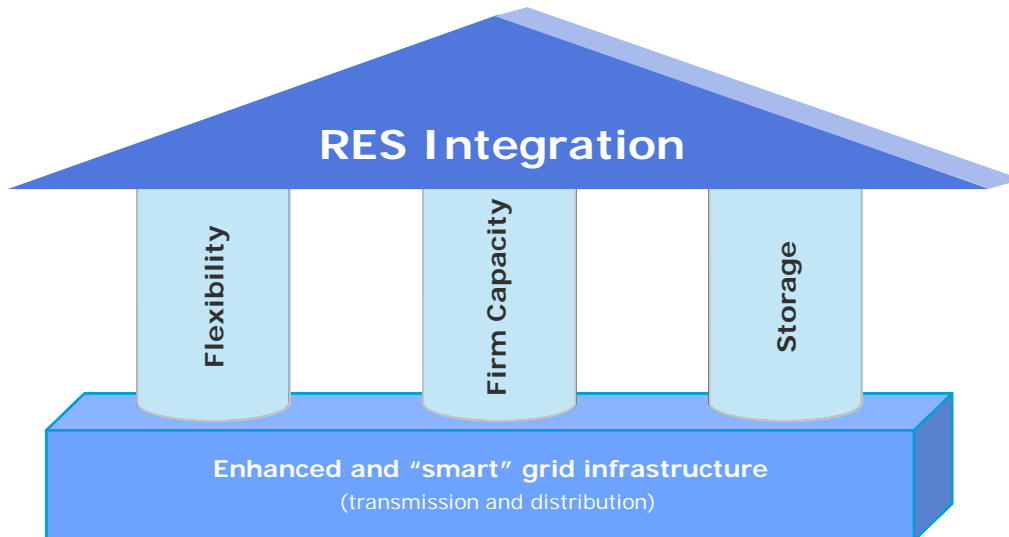 RES Integration
Flexibility
Firm Capacity
Storage
Enhanced and “smart” grid infrastructure
(transmission and distribution)